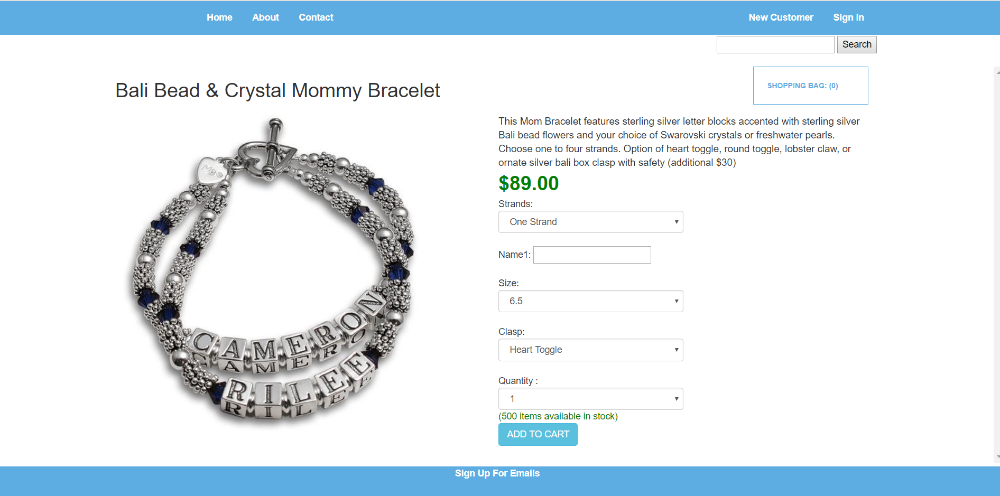 Home About Contact New Customer Sign in
Search
SHOPPING BAG: (0)
Bali Bead & Crystal Mommy Bracelet
This Mom Bracelet features sterling silver letter blocks accented with sterling silver
Bali bead flowers and your choice of Swarovski crystals or freshwater pearls.
Choose one to four strands. Option of heart toggle, round toggle, lobster claw, or
ornate silver bali box clasp with safety (additional $30)
$89.00
Strands:
One Strand
Name1:
Size:
6.5
Clasp:
Heart Toggle
Quantity :
1
(500 items available in stock)
ADD TO CART
CAMERON
CAMERO
RILEE
RILEE
Sign Up For Emails